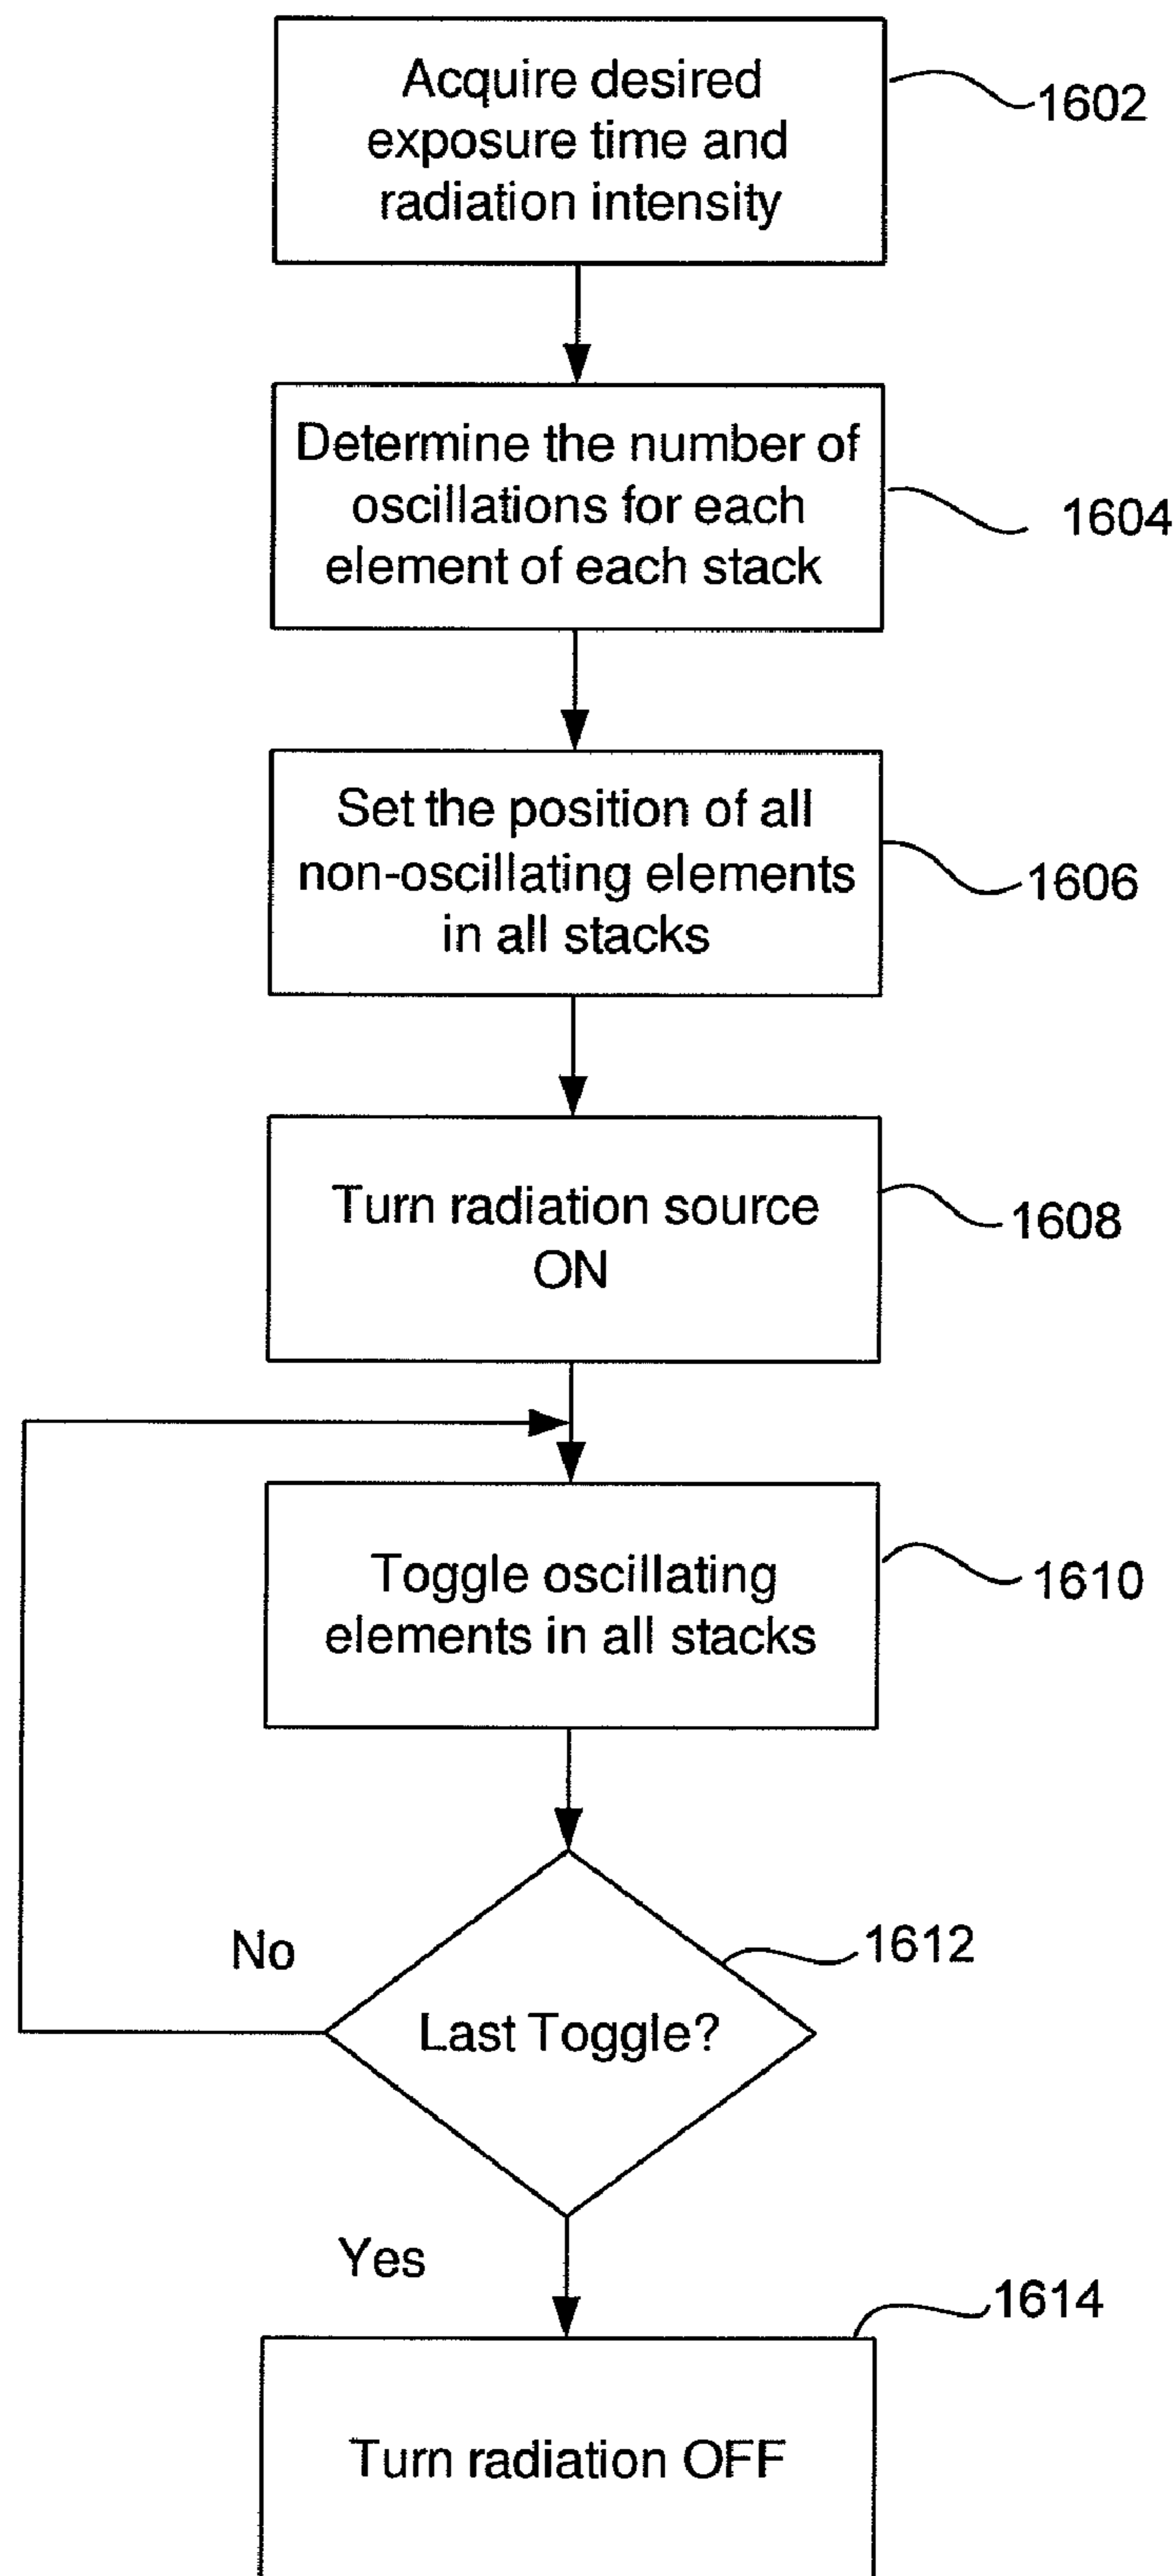 Acquire desired
exposure time and
radiation intensity
1602
Determine the number of
oscillations for each
element of each stack
1604
Set the position of all
non-oscillating elements
in all stacks
1606
Turn radiation source
ON
1608
Toggle oscillating
elements in all stacks
1610
No
Last Toggle?
1612
Yes
1614
Turn radiation OFF